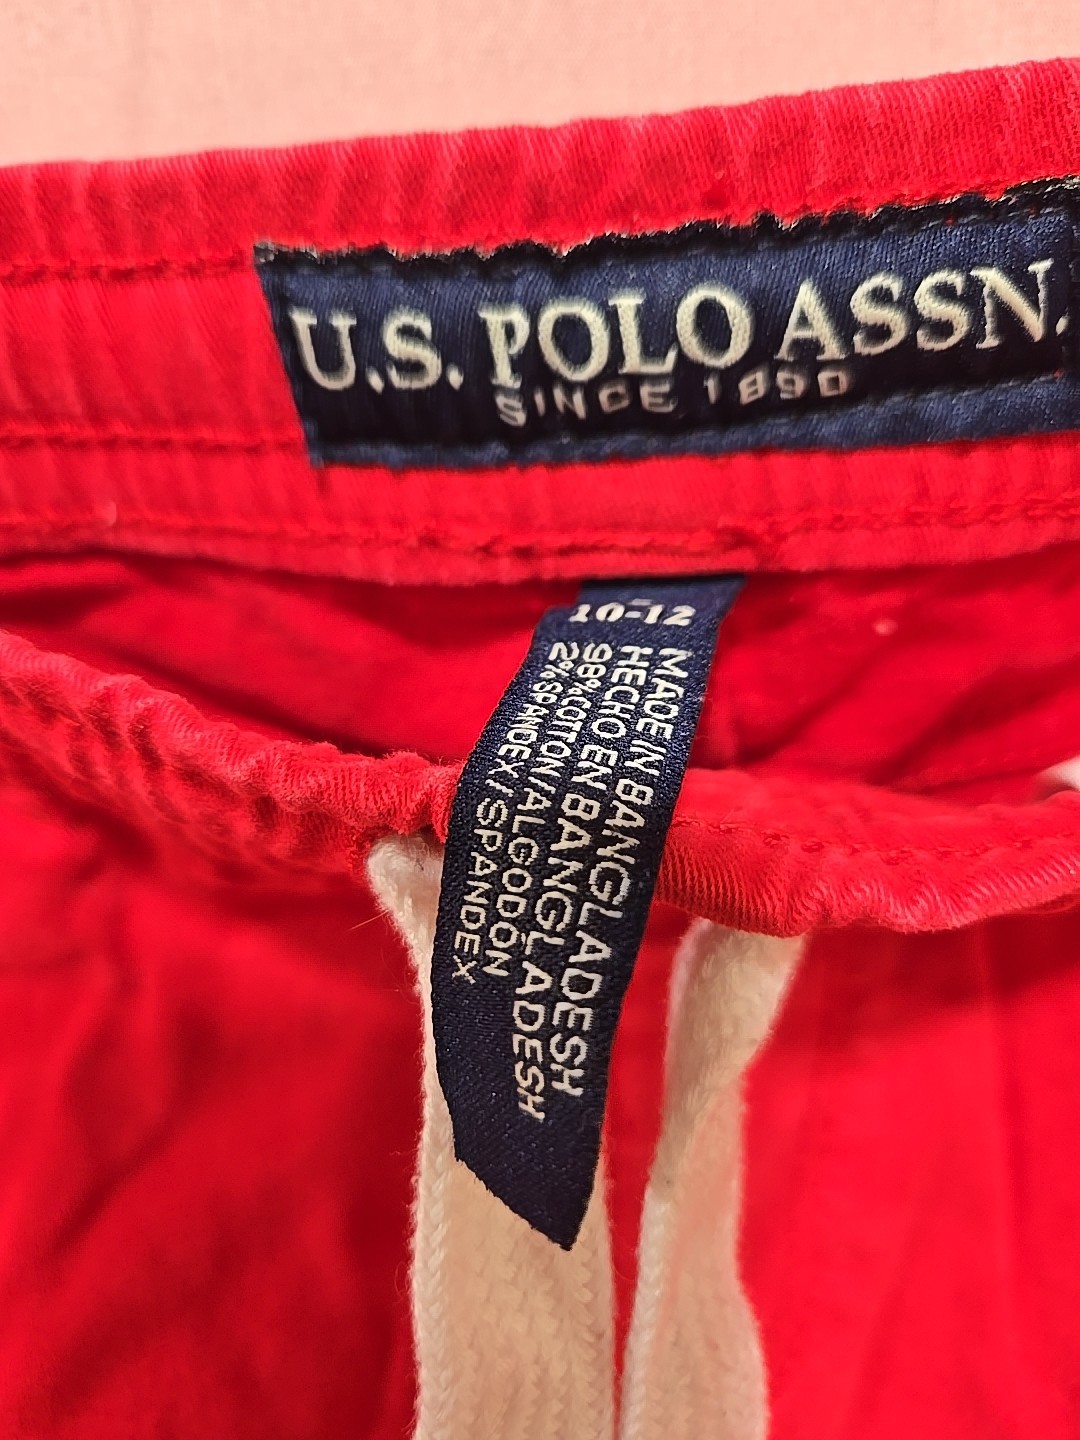 U.S. POLO ASSN.
SINCE 1890
10-12
MADE IN BANGLADESH
HECHO EN BANGLADESH
98% COTTON/ALGODÓN
2% SPANDEX/SPANDEX